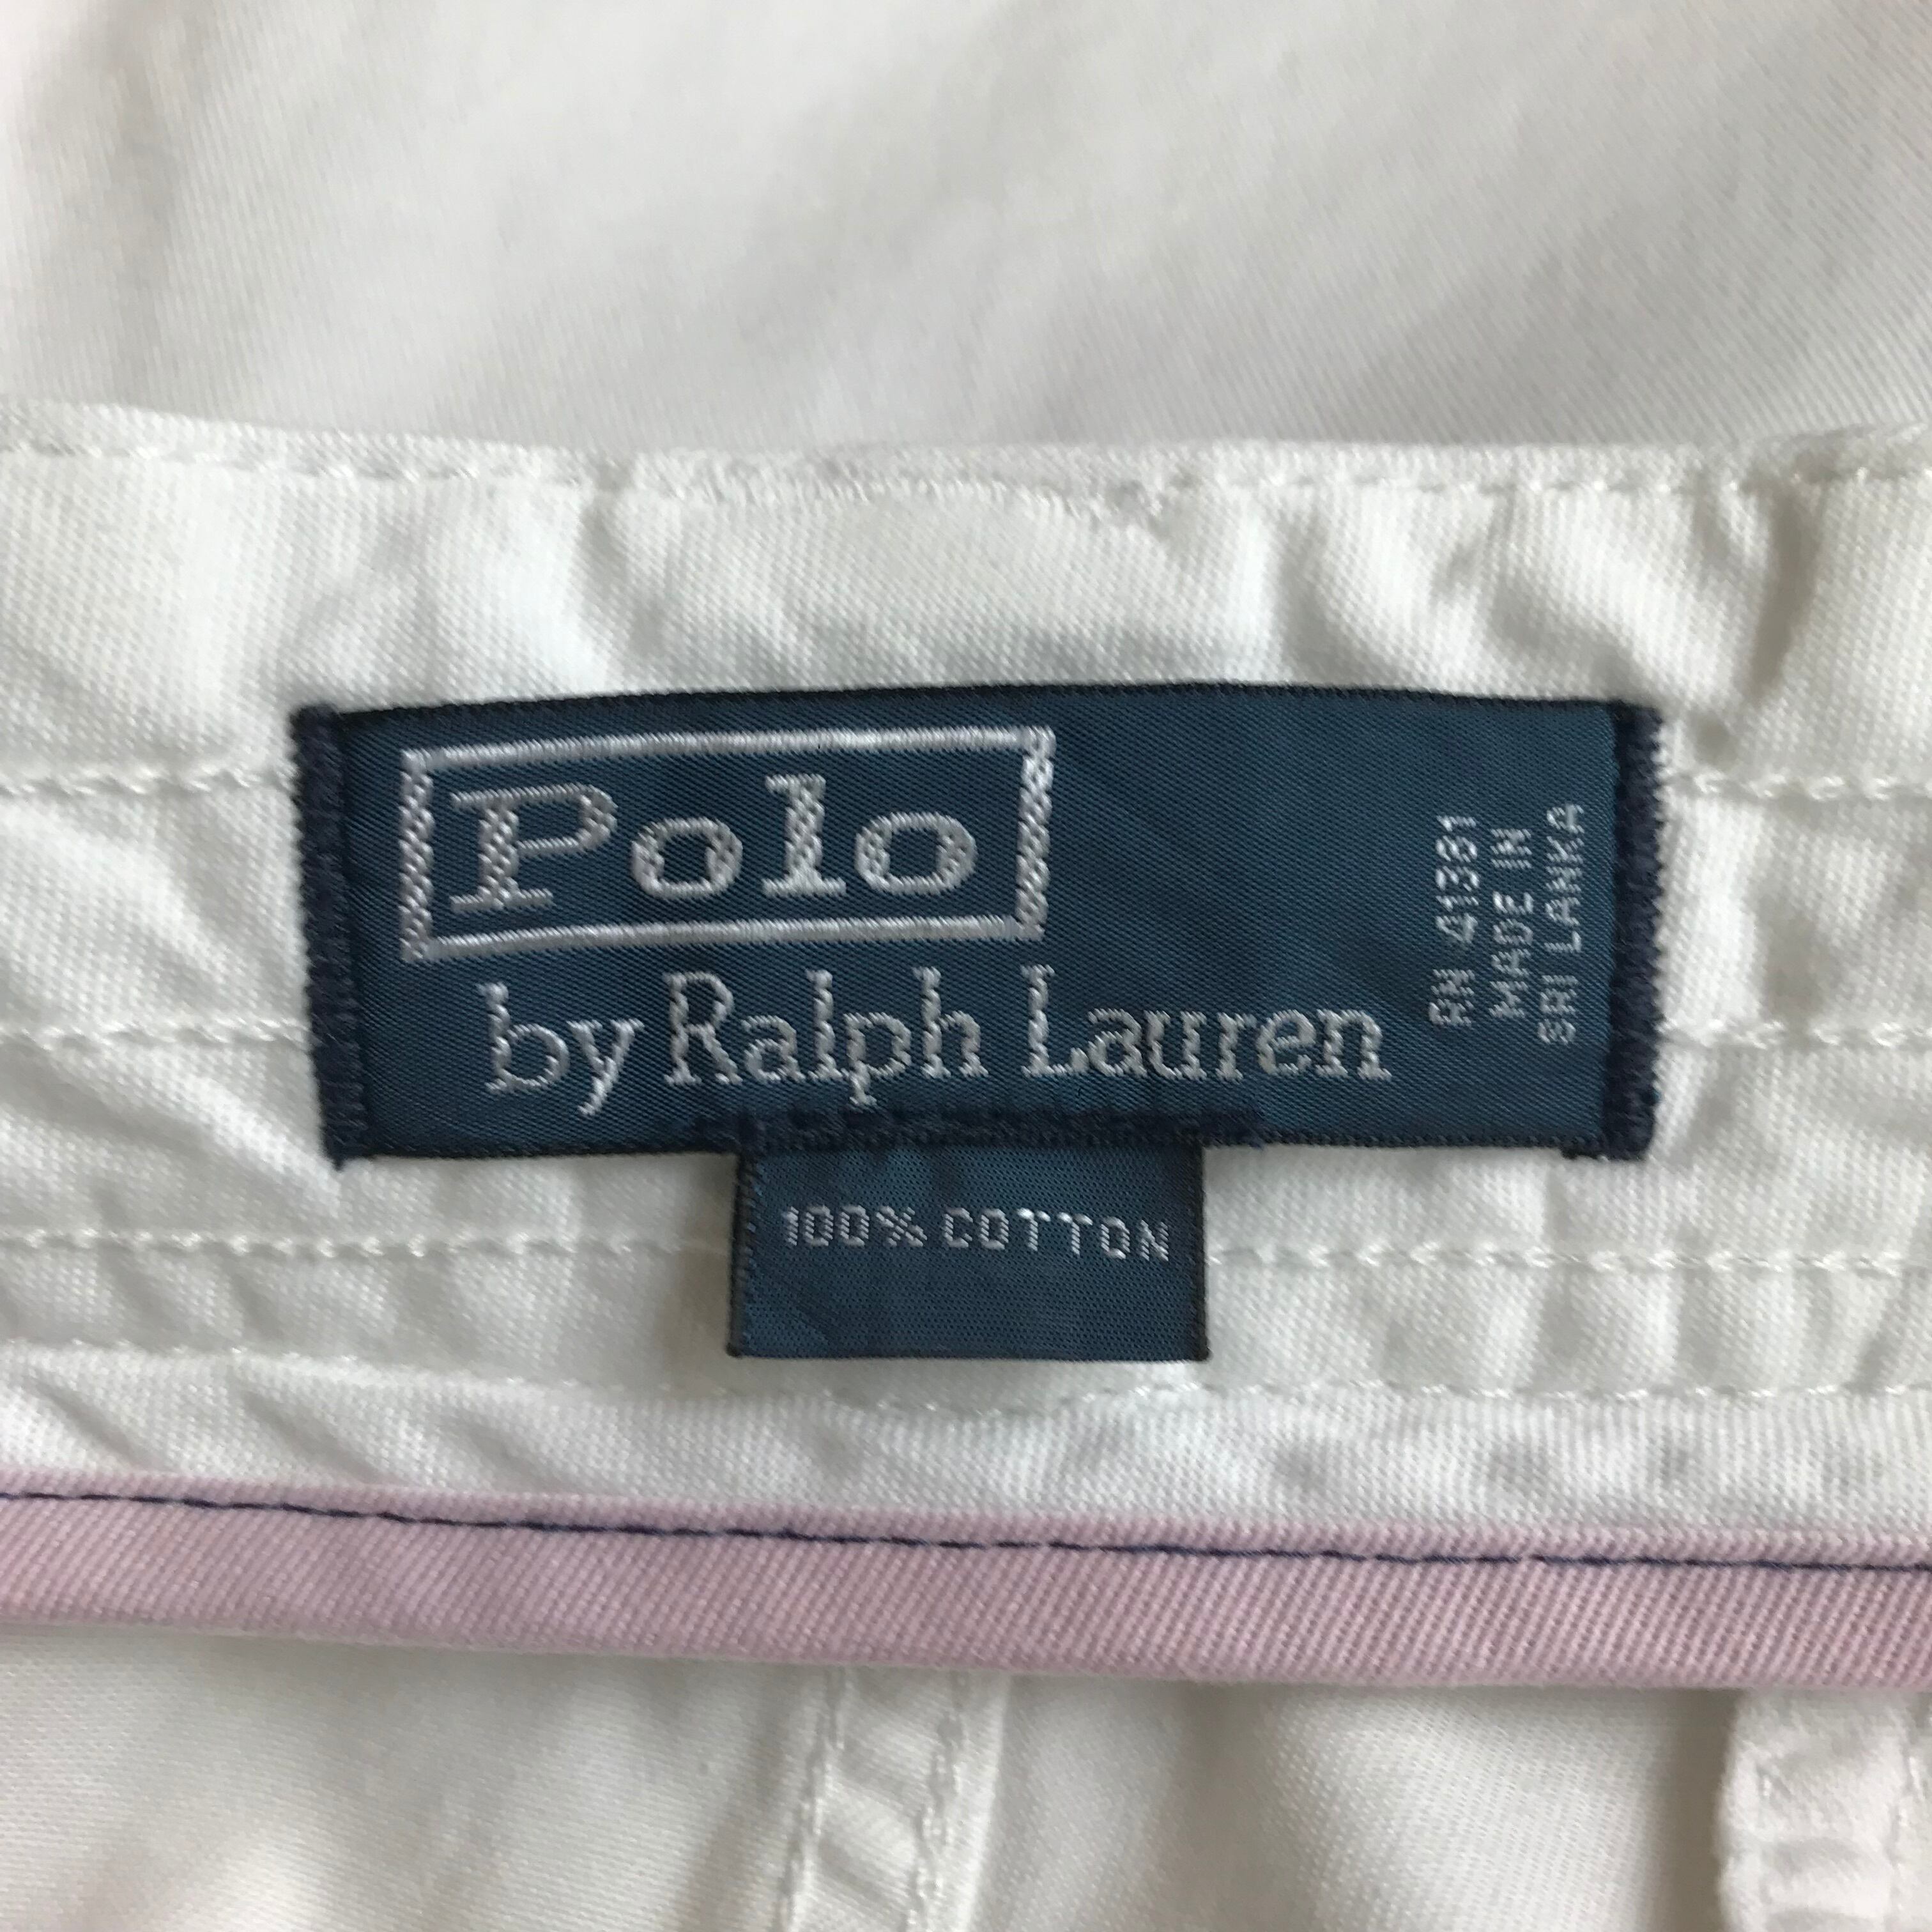 Polo
by Ralph Lauren
RN 41381
MADE IN
SRI LANKA
100% COTTON